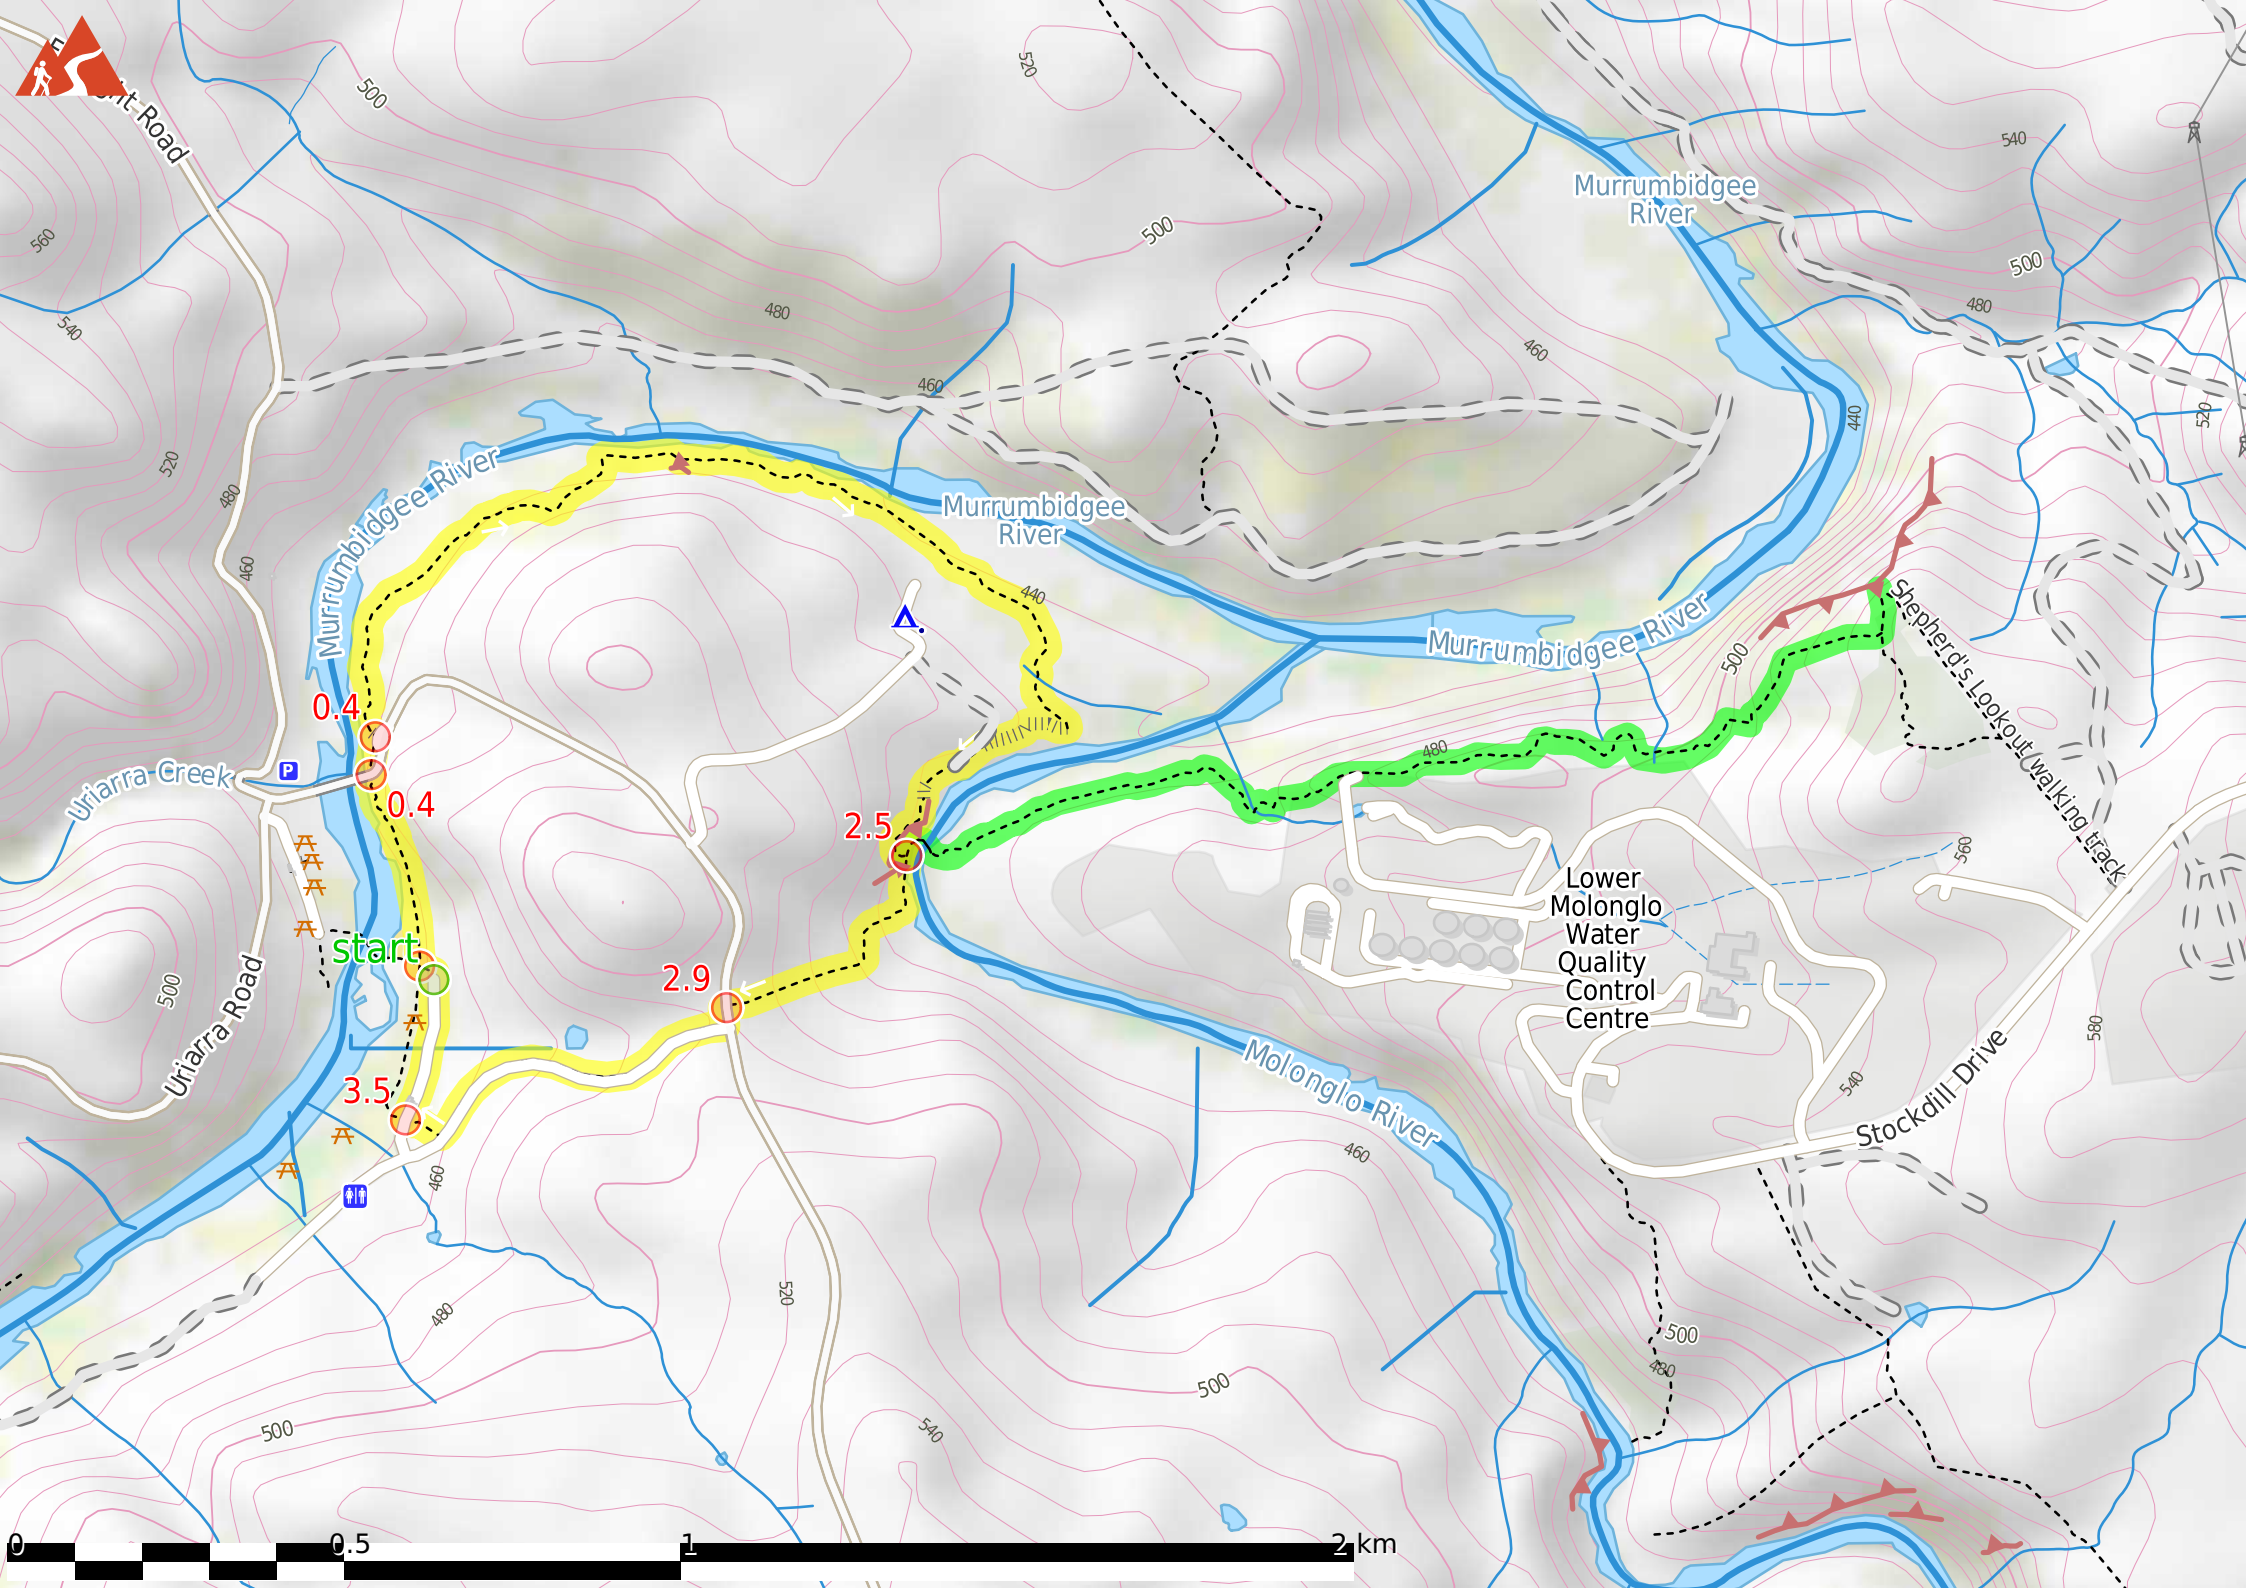 Road
500
520
540
Murrumbidgee
River
560
500
500
480
540
480
460
460
440
520
520
480
Murrumbidgee River
Murrumbidgee
River
460
440
Shepherd's Lookout walking track
Murrumbidgee River
500
0.4
P
Uriarra Creek
0.4
480
2.5
560
Lower
Molonglo
Water
Quality
Control
Centre
start
2.9
500
Uriarra Road
580
Molonglo River
Stockdill Drive
540
3.5
460
460
520
480
500
480
500
500
540
0
0.5
1
2 km